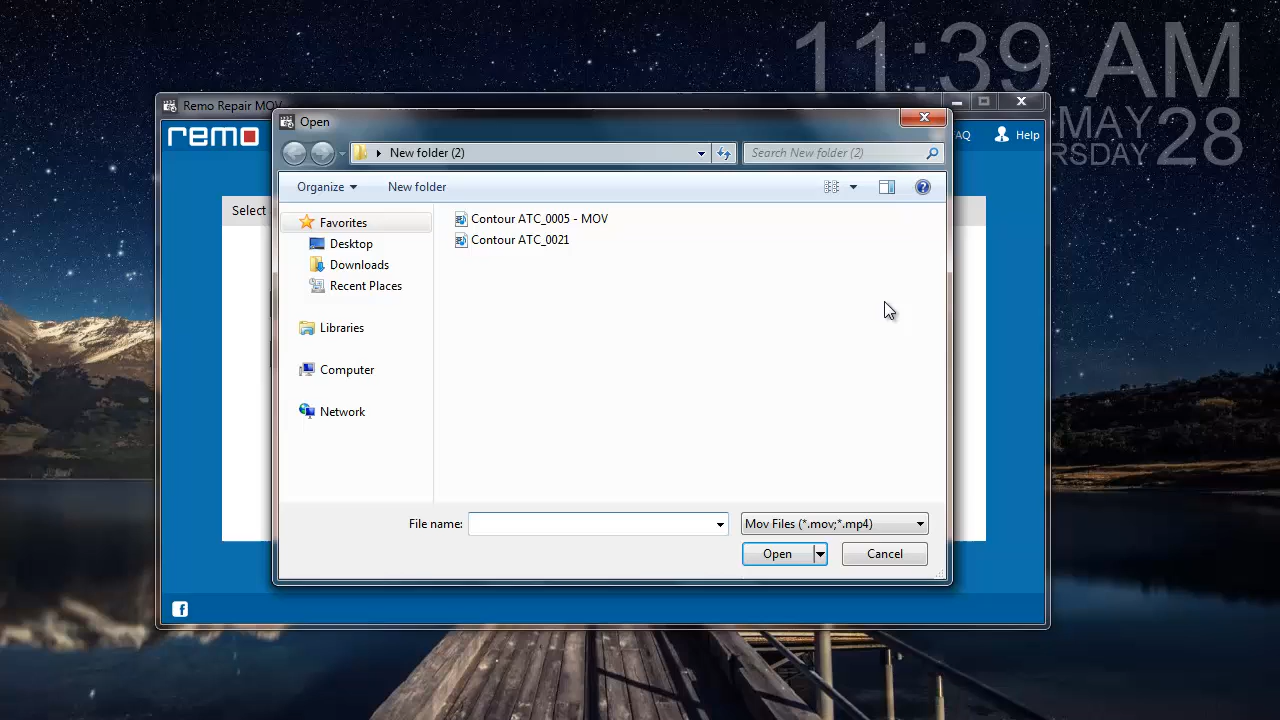 11:39 AM
MAY 28
RSDAY
Remo Repair MOV
remo
AQ
Help
Select
Open
New folder (2)
Search New folder (2)
Organize
New folder
Favorites
Desktop
Downloads
Recent Places
Libraries
Computer
Network
Contour ATC_0005 - MOV
Contour ATC_0021
File name:
Mov Files (*.mov;*.mp4)
Open
Cancel
f